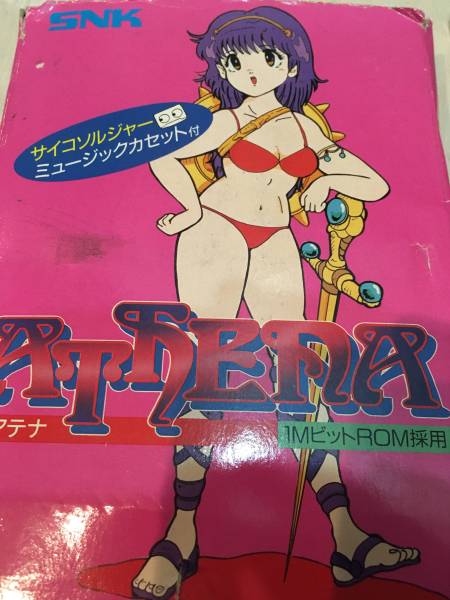 SNK
サイコソルジャー
ミュージックカセット付
ATHENA
アテナ
1MビットROM採用